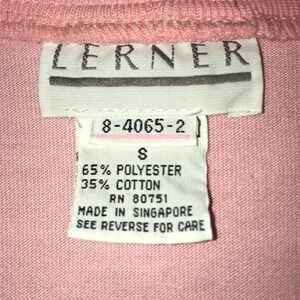 LERNER
8-4065-2
S
65% POLYESTER
35% COTTON
RN 80751
MADE IN SINGAPORE
SEE REVERSE FOR CARE